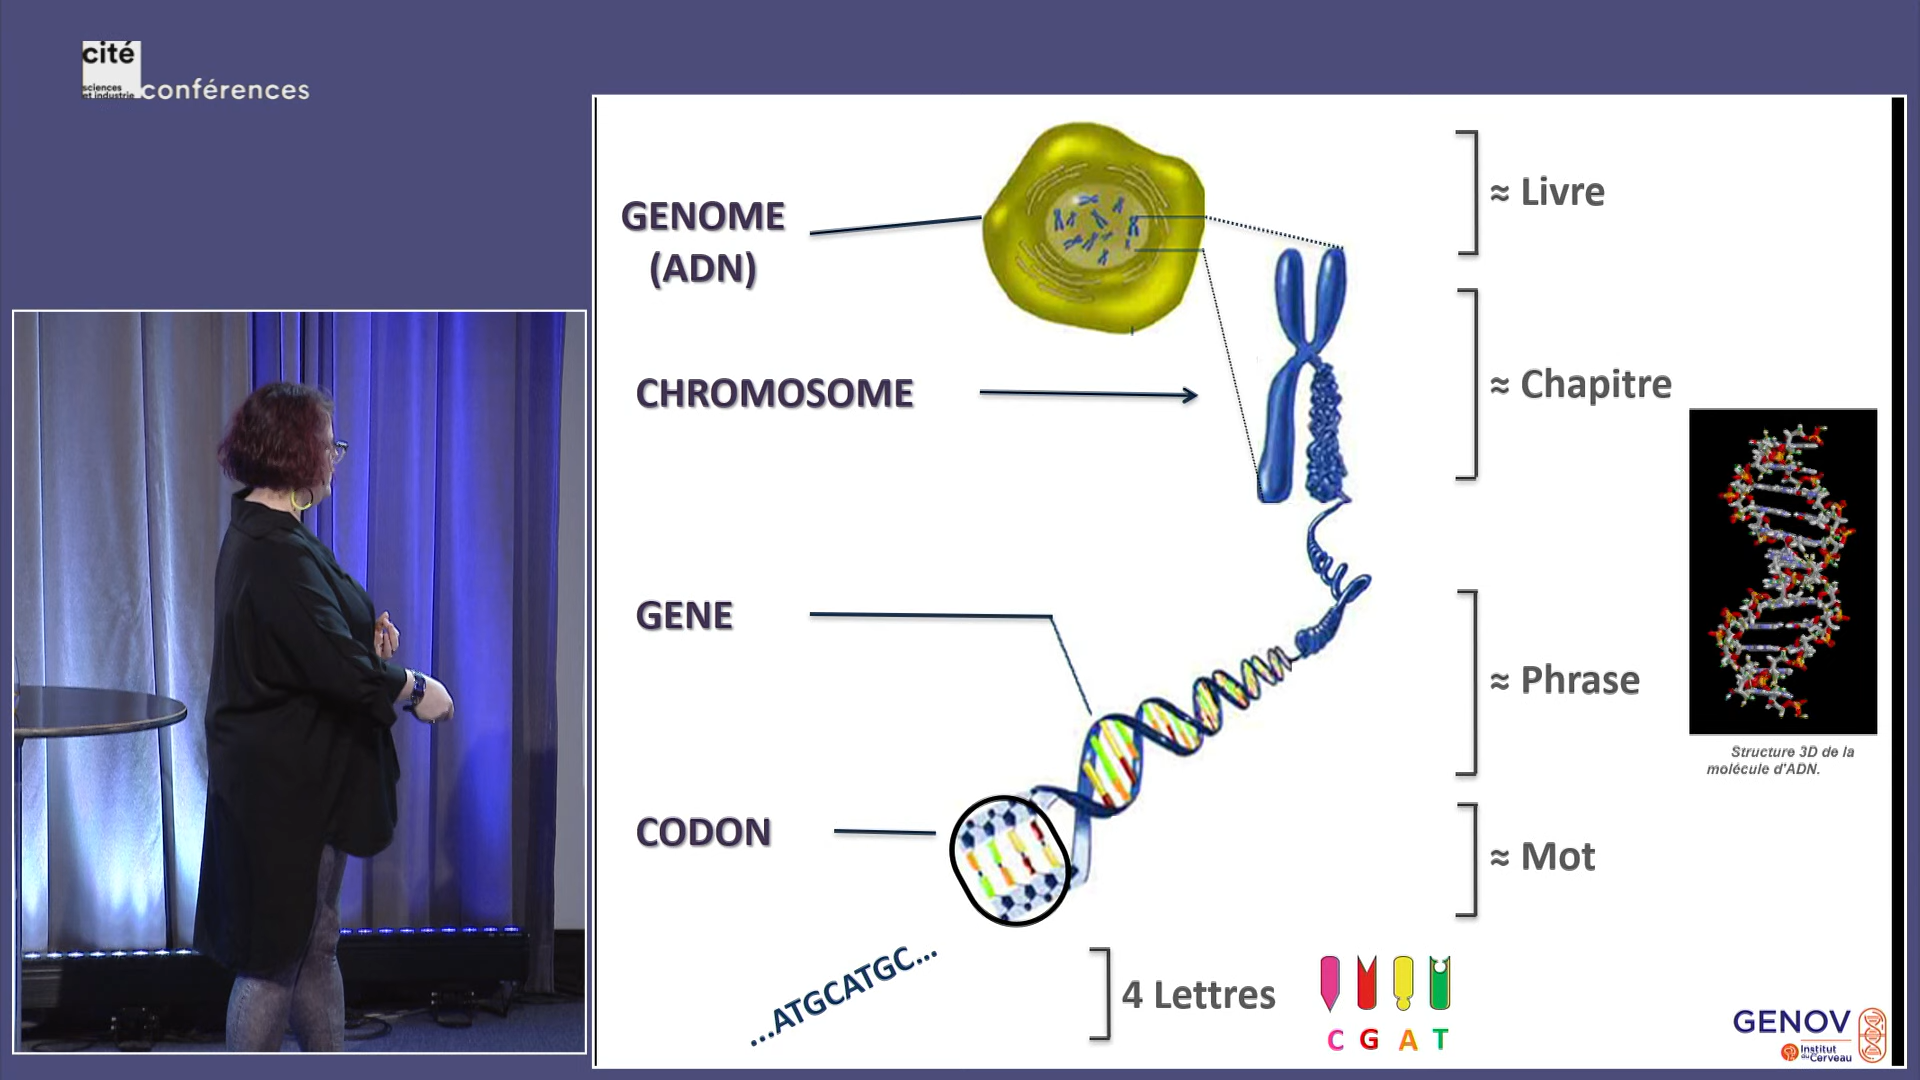 cité
sciences
et industrie
conférences
GENOME
(ADN)
≈ Livre
CHROMOSOME
≈ Chapitre
GENE
≈ Phrase
Structure 3D de la
molécule d'ADN.
CODON
≈ Mot
...ATGCATGC...
4 Lettres
C G A T
GENOV
Institut
du Cerveau